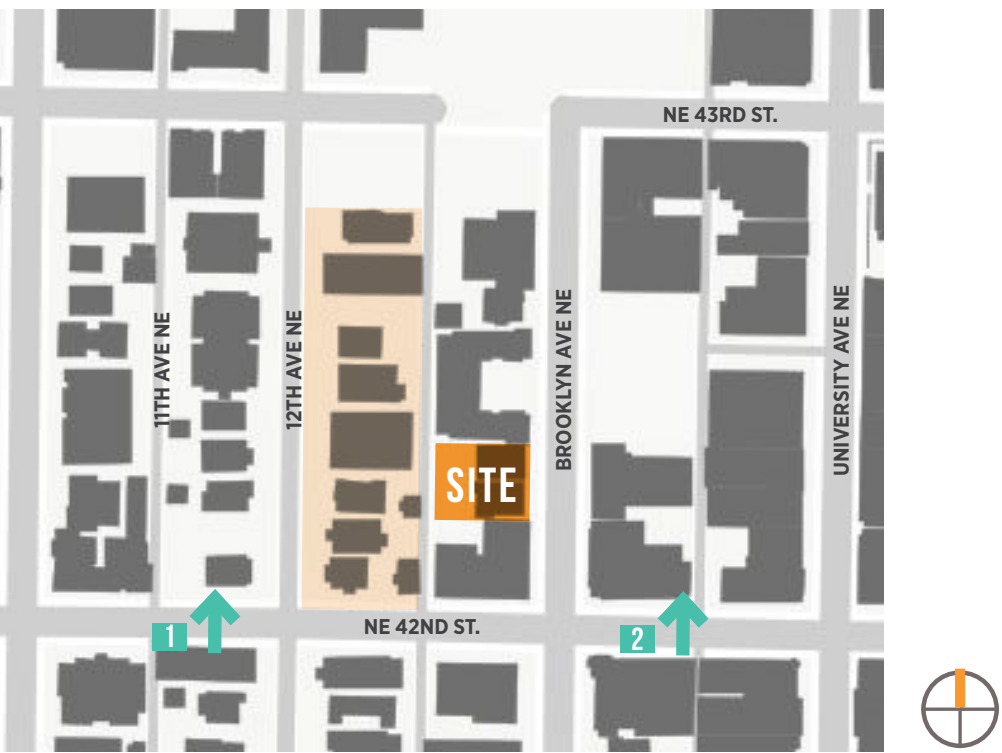 NE 43RD ST.
11TH AVE NE
12TH AVE NE
BROOKLYN AVE NE
UNIVERSITY AVE NE
SITE
NE 42ND ST.
1
2